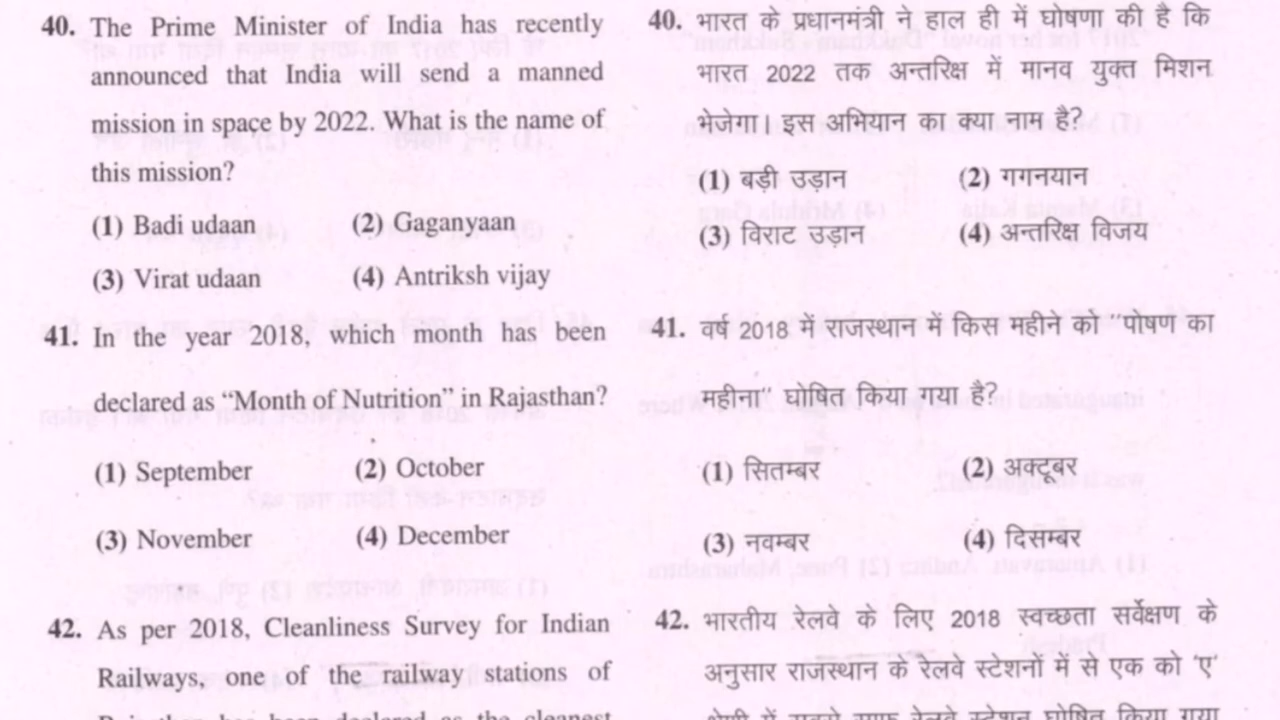 40. The Prime Minister of India has recently
announced that India will send a manned
mission in space by 2022. What is the name of
this mission?
(1) Badi udaan (2) Gaganyaan
(3) Virat udaan (4) Antriksh vijay
41. In the year 2018, which month has been
declared as “Month of Nutrition” in Rajasthan?
(1) September (2) October
(3) November (4) December
42. As per 2018, Cleanliness Survey for Indian
Railways, one of the railway stations of
40. भारत के प्रधानमंत्री ने हाल ही में घोषणा की है कि
भारत 2022 तक अन्तरिक्ष में मानव युक्त मिशन
भेजेगा। इस अभियान का क्या नाम है?
(1) बड़ी उड़ान (2) गगनयान
(3) विराट उड़ान (4) अन्तरिक्ष विजय
41. वर्ष 2018 में राजस्थान में किस महीने को "पोषण का
महीना" घोषित किया गया है?
(1) सितम्बर (2) अक्टूबर
(3) नवम्बर (4) दिसम्बर
42. भारतीय रेलवे के लिए 2018 स्वच्छता सर्वेक्षण के
अनुसार राजस्थान के रेलवे स्टेशनों में से एक को 'ए'